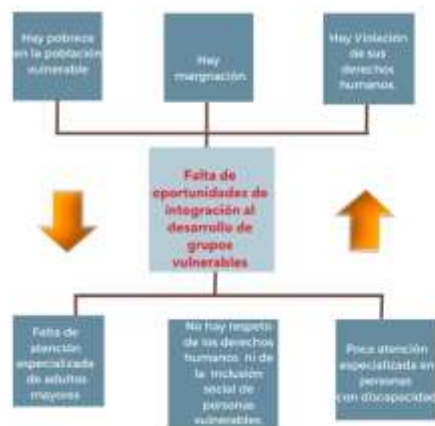 Hay pobreza
en la población
vulnerable
Hay
marginación
Hay Violación
de sus
derechos
humanos.
Falta de
oportunidades de
integración al
desarrollo de
grupos
vulnerables
Falta de
atención
especializada
de adultos
mayores
No hay respeto
de los derechos
humanos ni de
la inclusión
social de
personas
vulnerables.
Poca atención
especializada en
personas
con discapacidad